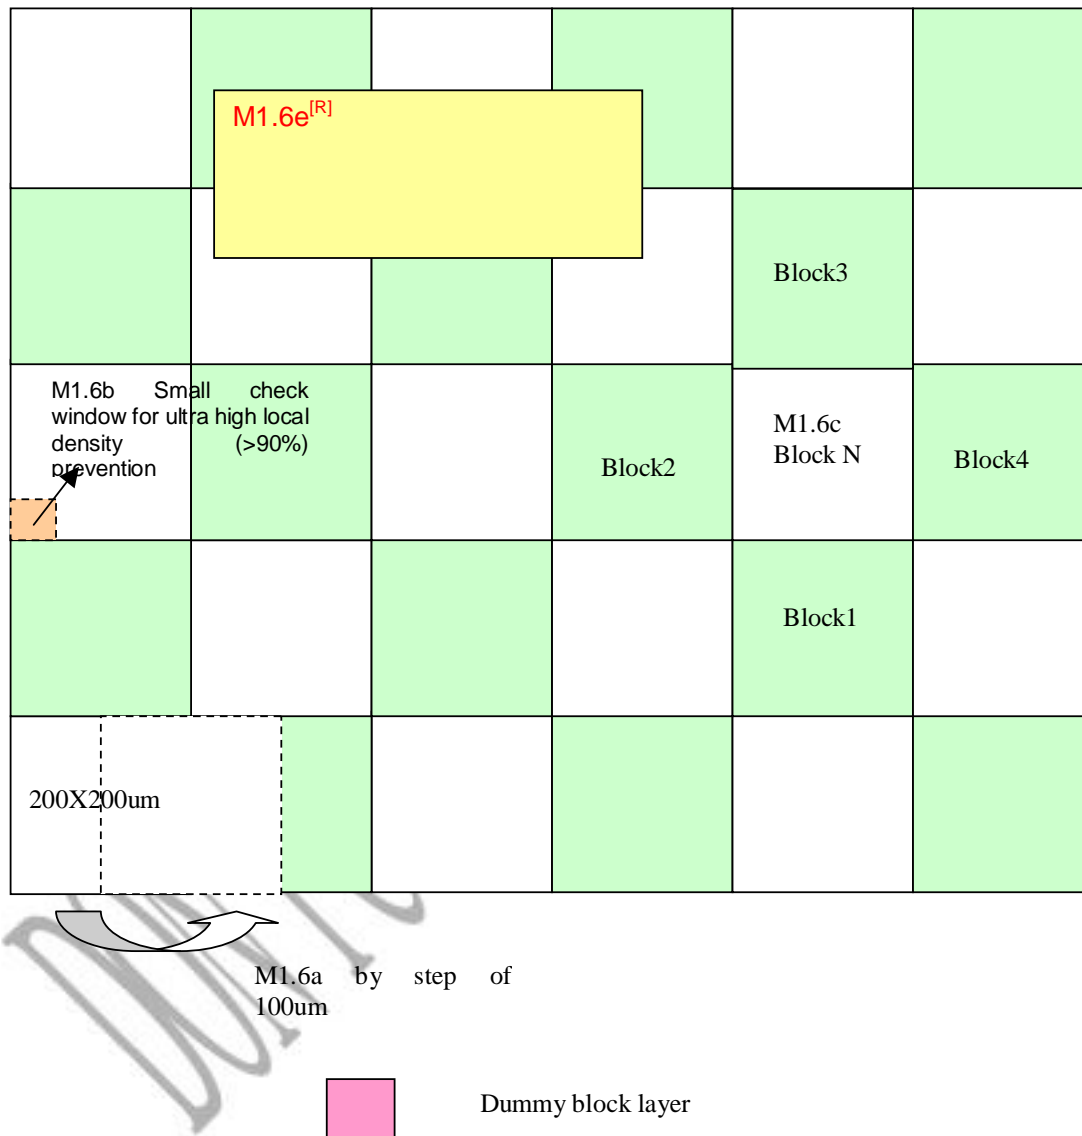 M1.6e[R]
Block3
M1.6b Small check
window for ultra high local
density (>90%)
prevention
M1.6c
Block N
Block2
Block4
Block1
200X200um
M1.6a by step of
100um
Dummy block layer